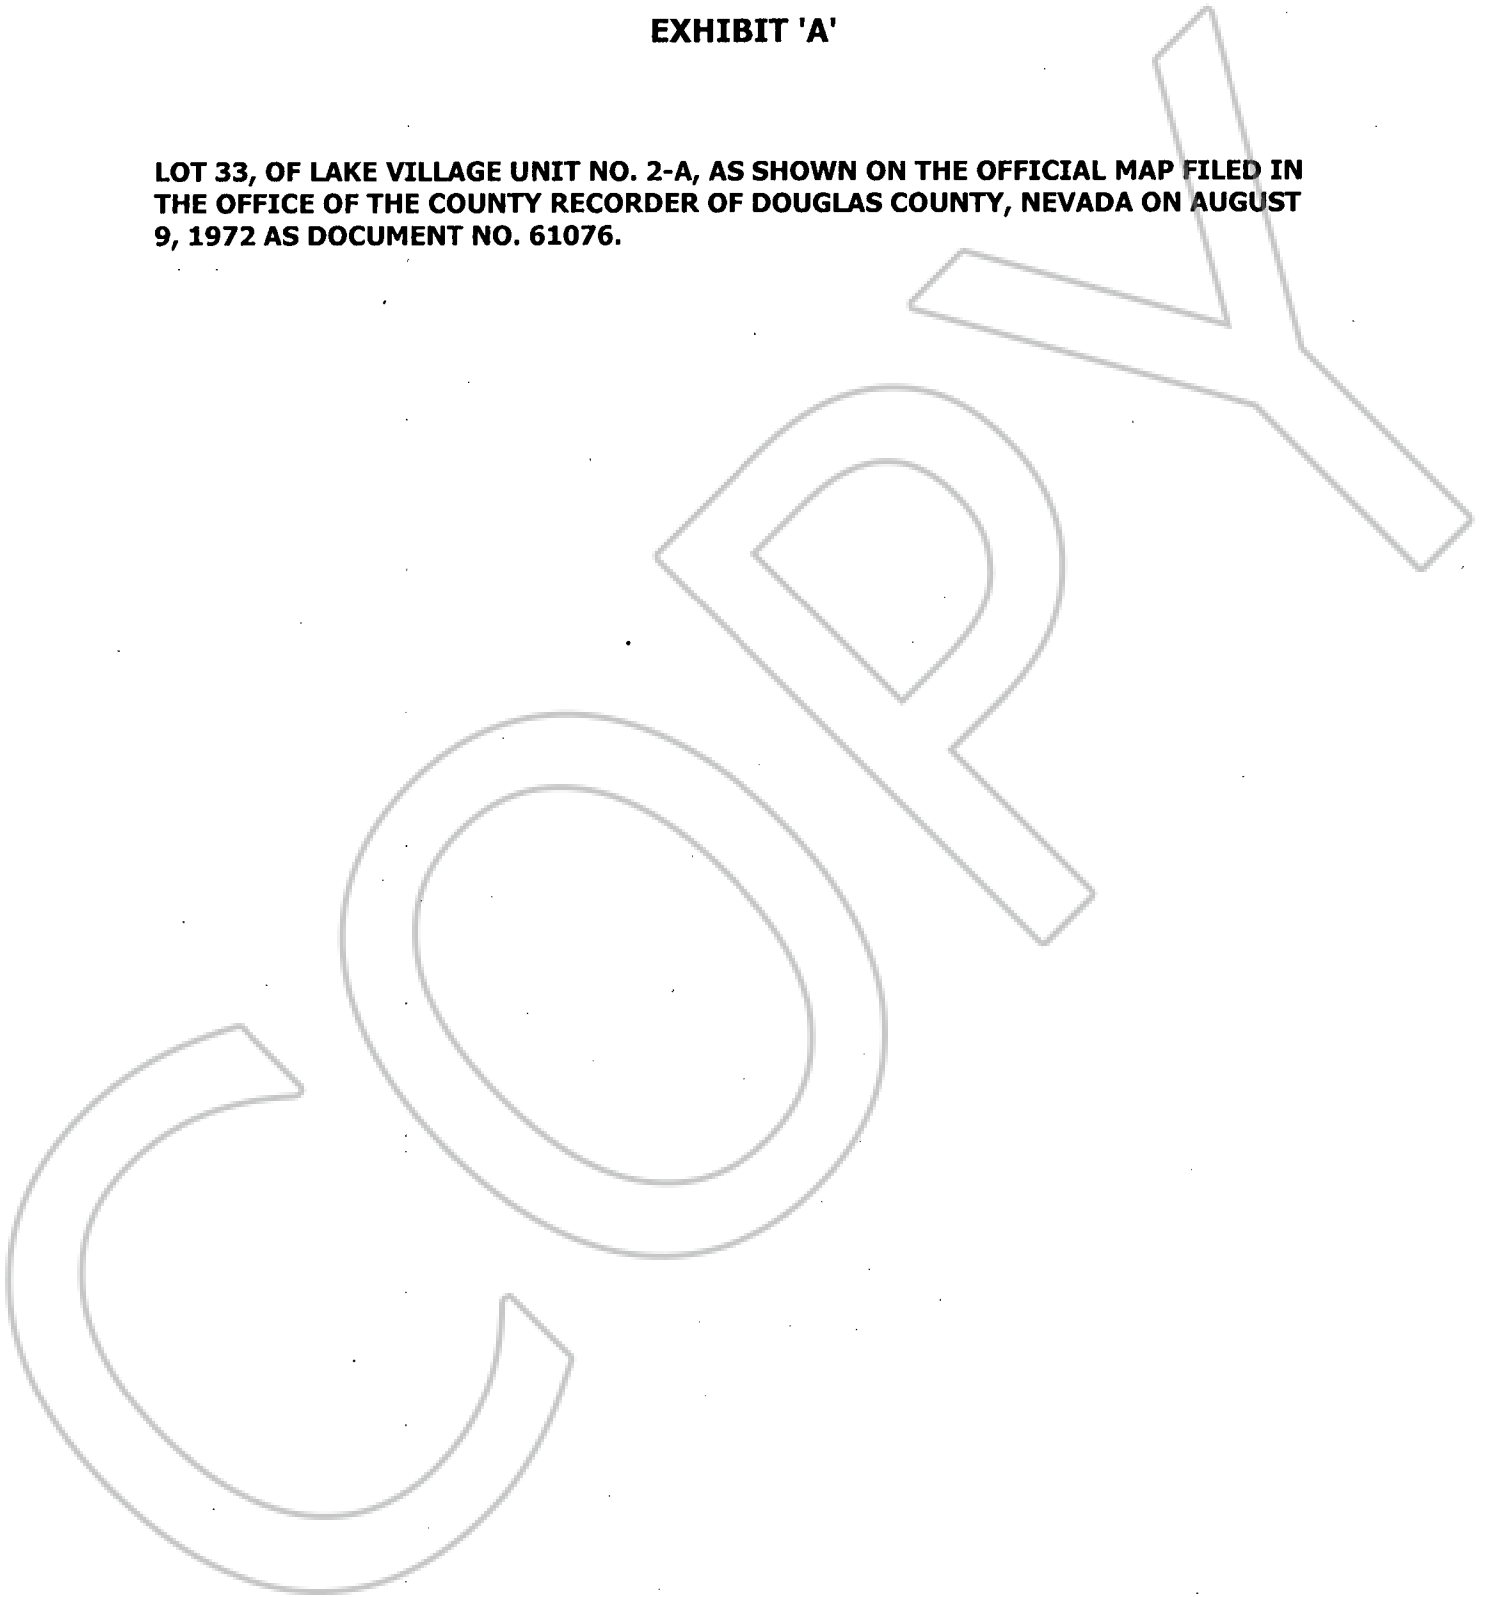 EXHIBIT 'A'
LOT 33, OF LAKE VILLAGE UNIT NO. 2-A, AS SHOWN ON THE OFFICIAL MAP FILED IN
THE OFFICE OF THE COUNTY RECORDER OF DOUGLAS COUNTY, NEVADA ON AUGUST
9, 1972 AS DOCUMENT NO. 61076.
COPY